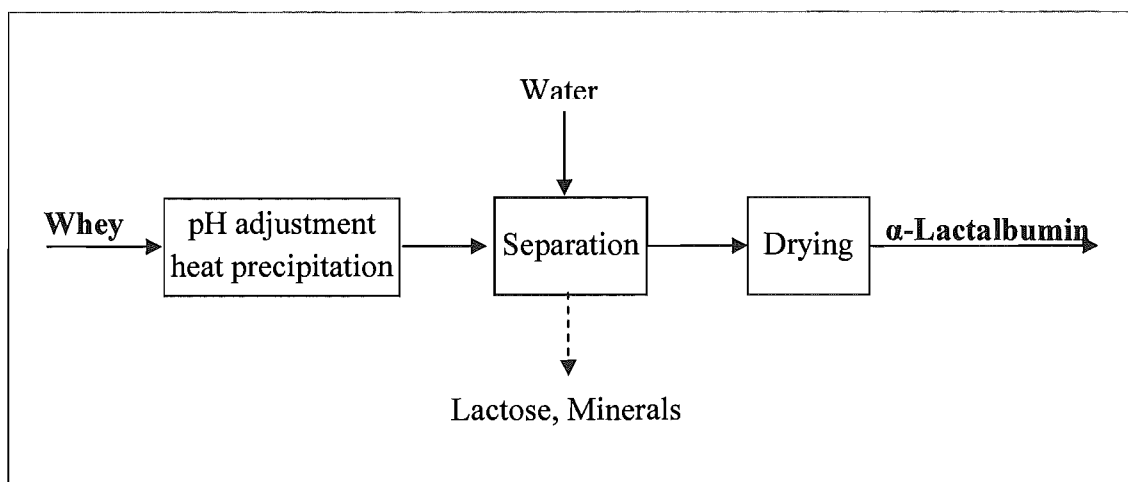 Water
Whey
pH adjustment
heat precipitation
Separation
Drying
α-Lactalbumin
Lactose, Minerals